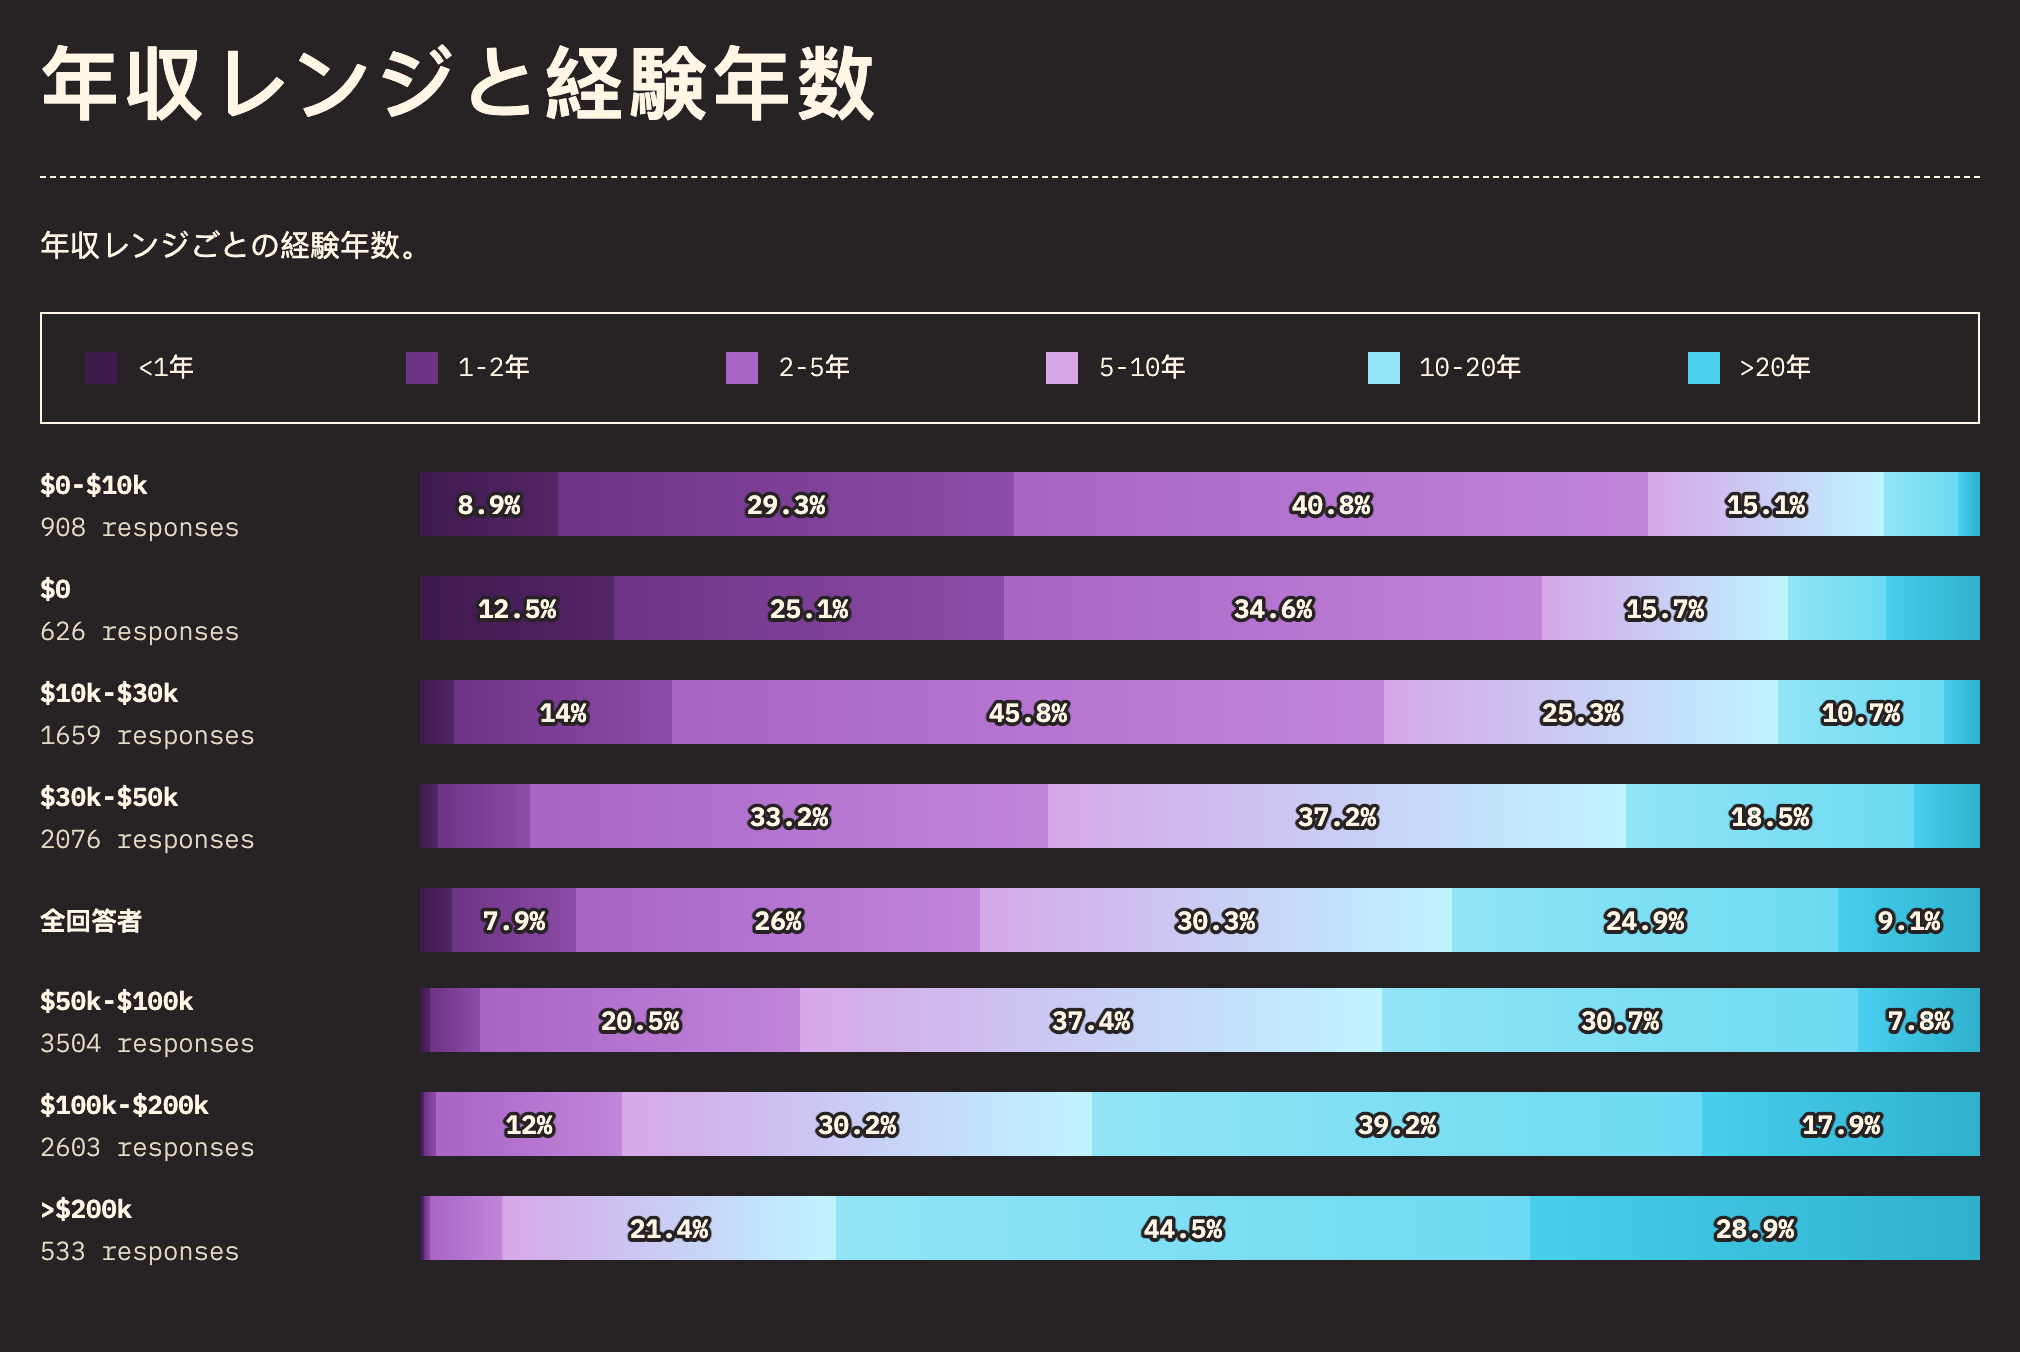 年収レンジと経験年数
年収レンジごとの経験年数。
<1年 1-2年 2-5年 5-10年 10-20年 >20年
$0-$10k
908 responses
8.9% 29.3% 40.8% 15.1%
$0
626 responses
12.5% 25.1% 34.6% 15.7%
$10k-$30k
1659 responses
14% 45.8% 25.3% 10.7%
$30k-$50k
2076 responses
33.2% 37.2% 18.5%
全回答者
7.9% 26% 30.3% 24.9% 9.1%
$50k-$100k
3504 responses
20.5% 37.4% 30.7% 7.8%
$100k-$200k
2603 responses
12% 30.2% 39.2% 17.9%
>$200k
533 responses
21.4% 44.5% 28.9%